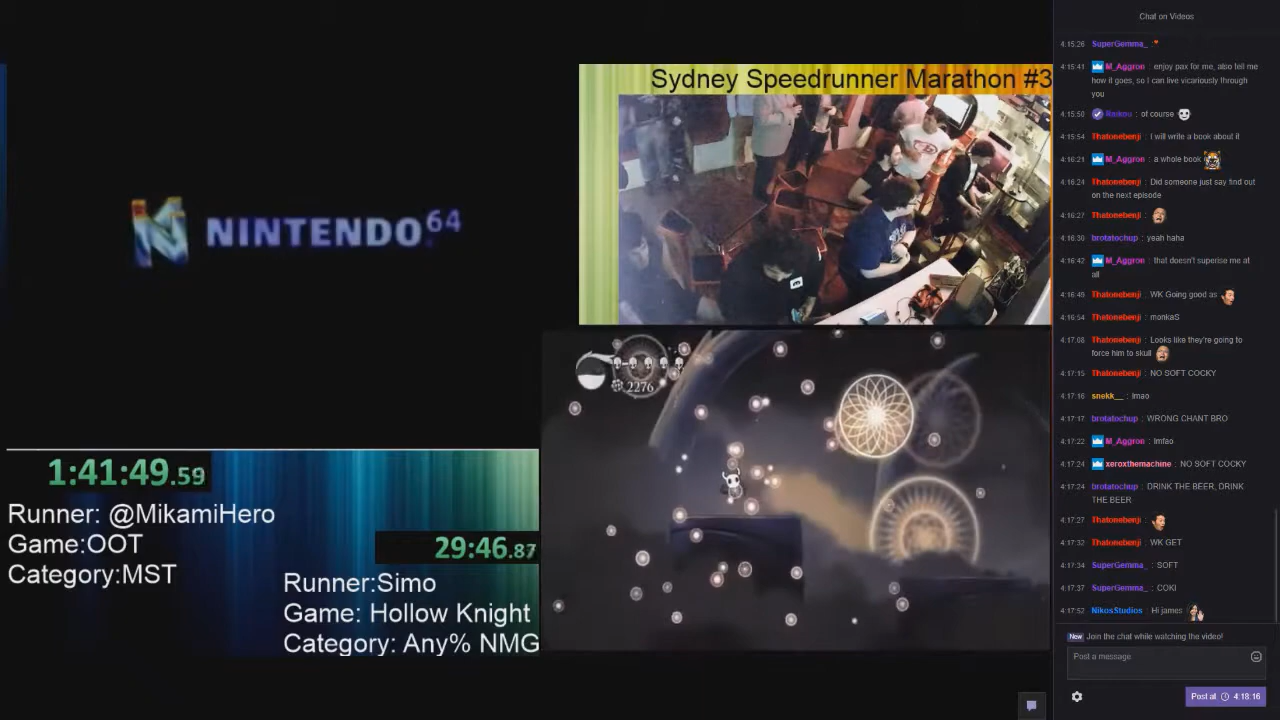 NINTENDO 64
Sydney Speedrunner Marathon #3
2276
1:41:49.59
Runner: @MikamiHero
Game:OOT
Category:MST
29:46.87
Runner:Simo
Game: Hollow Knight
Category: Any% NMG
Chat on Videos
4:15:26 SuperGemma_ :
4:15:41 M_Aggron : enjoy pax for me, also tell me
how it goes, so I can live vicariously through
you
4:15:50 Raikou : of course
4:15:54 Thatonebenji : I will write a book about it
4:16:21 M_Aggron : a whole book
4:16:24 Thatonebenji : Did someone just say find out
on the next episode
4:16:27 Thatonebenji :
4:16:30 brotatochup : yeah haha
4:16:42 M_Aggron : that doesn't superise me at
all
4:16:49 Thatonebenji : WK Going good as
4:16:54 Thatonebenji : monkaS
4:17:08 Thatonebenji : Looks like they're going to
force him to skull
4:17:15 Thatonebenji : NO SOFT COCKY
4:17:16 snekk__ : lmao
4:17:17 brotatochup : WRONG CHANT BRO
4:17:22 M_Aggron : lmfao
4:17:24 xeroxthemachine : NO SOFT COCKY
4:17:24 brotatochup : DRINK THE BEER, DRINK
THE BEER
4:17:27 Thatonebenji :
4:17:32 Thatonebenji : WK GET
4:17:34 SuperGemma_ : SOFT
4:17:37 SuperGemma_ : COKI
4:17:52 NikosStudios : Hi james
New Join the chat while watching the video!
Post a message
Post at 4:18:16